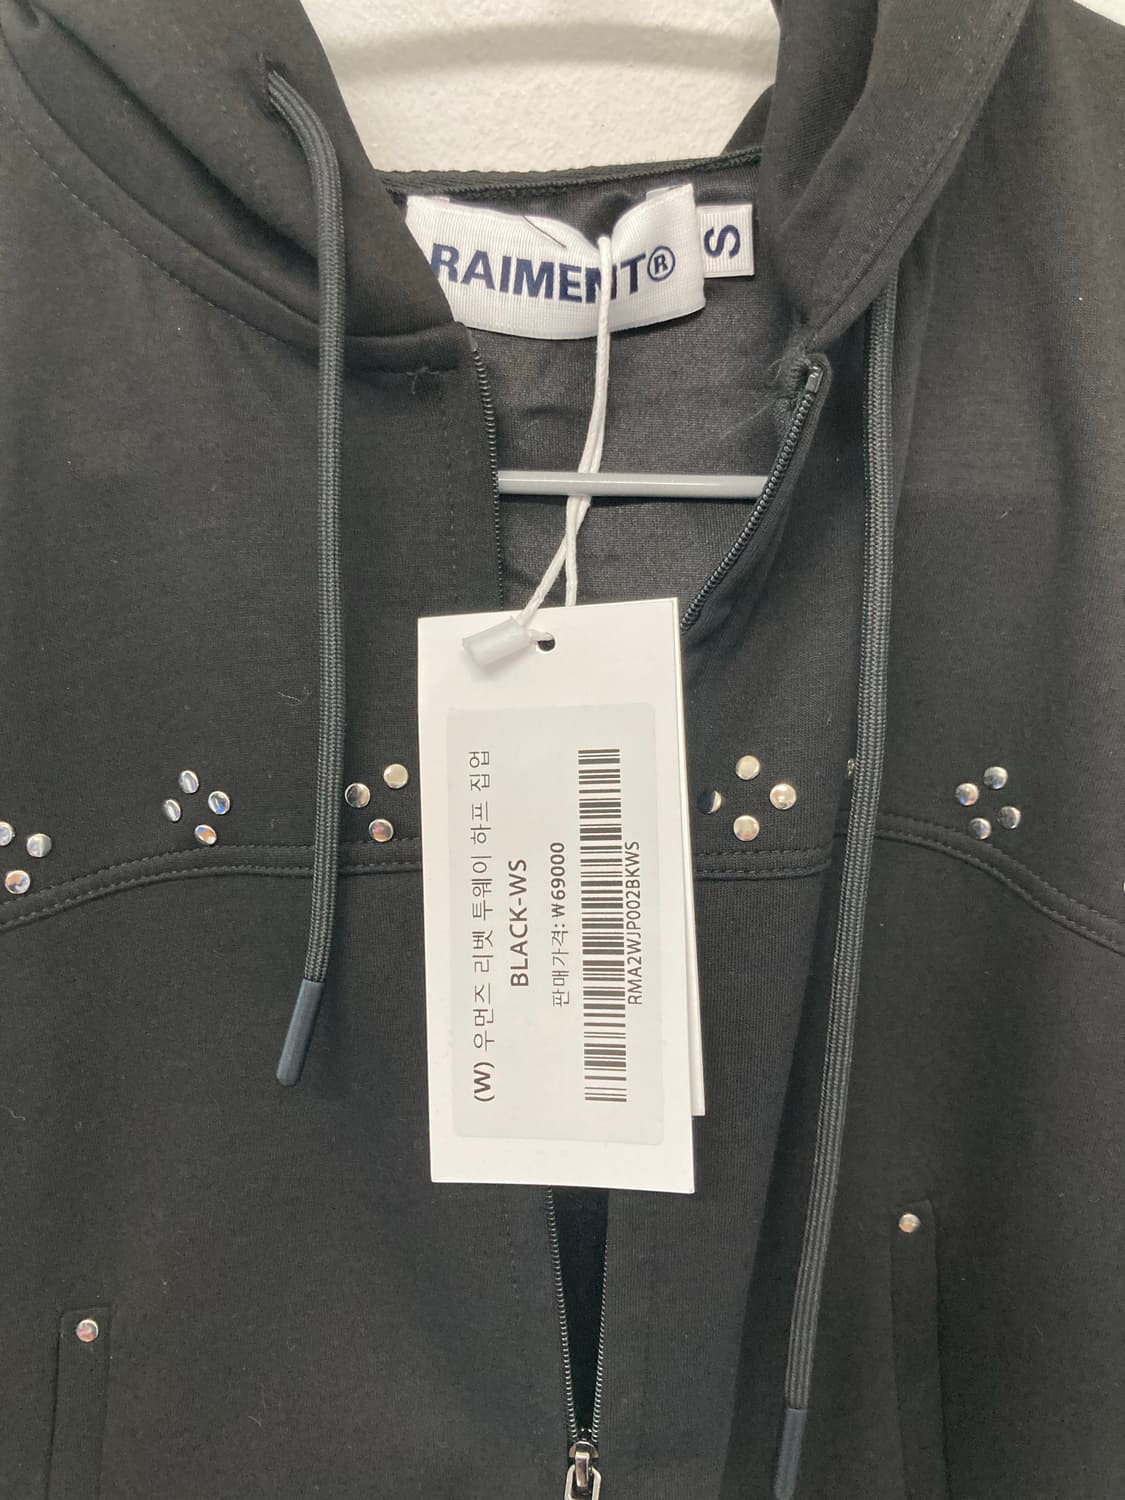 RAIMENT®
S
(W) 우먼즈 리벳 투웨이 하프 집업
BLACK-WS
판매가격: ₩69000
RMA2WJP002BKWS